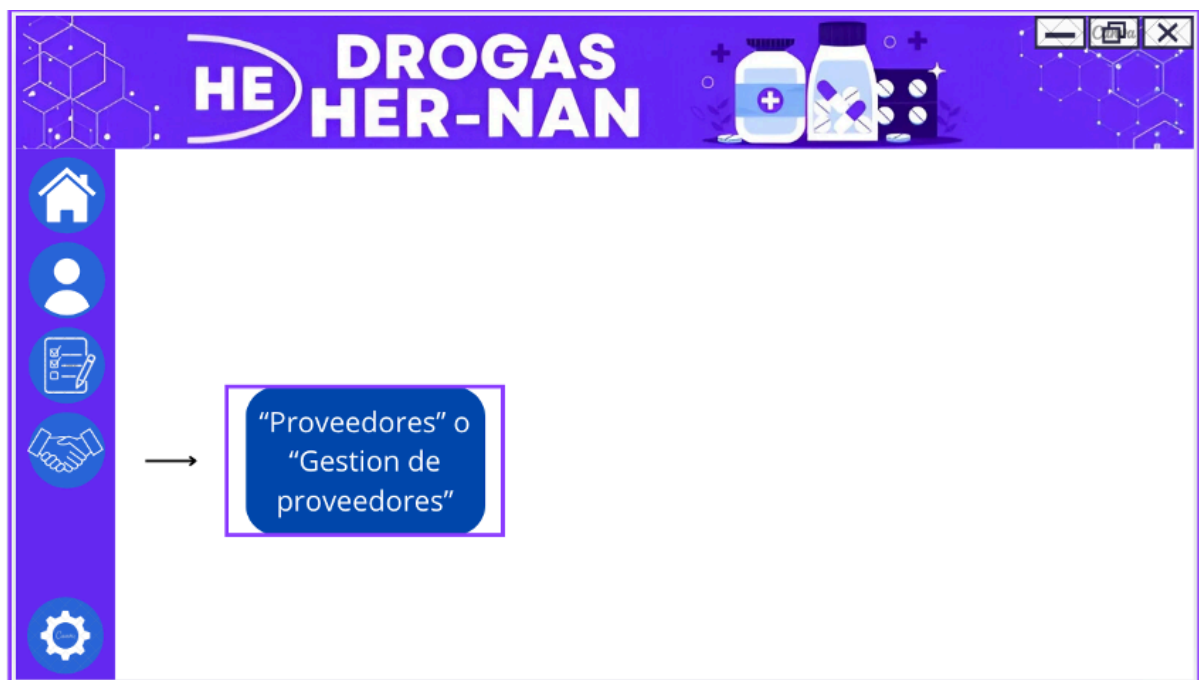 HE
DROGAS
HER-NAN
“Proveedores” o
“Gestion de
proveedores”